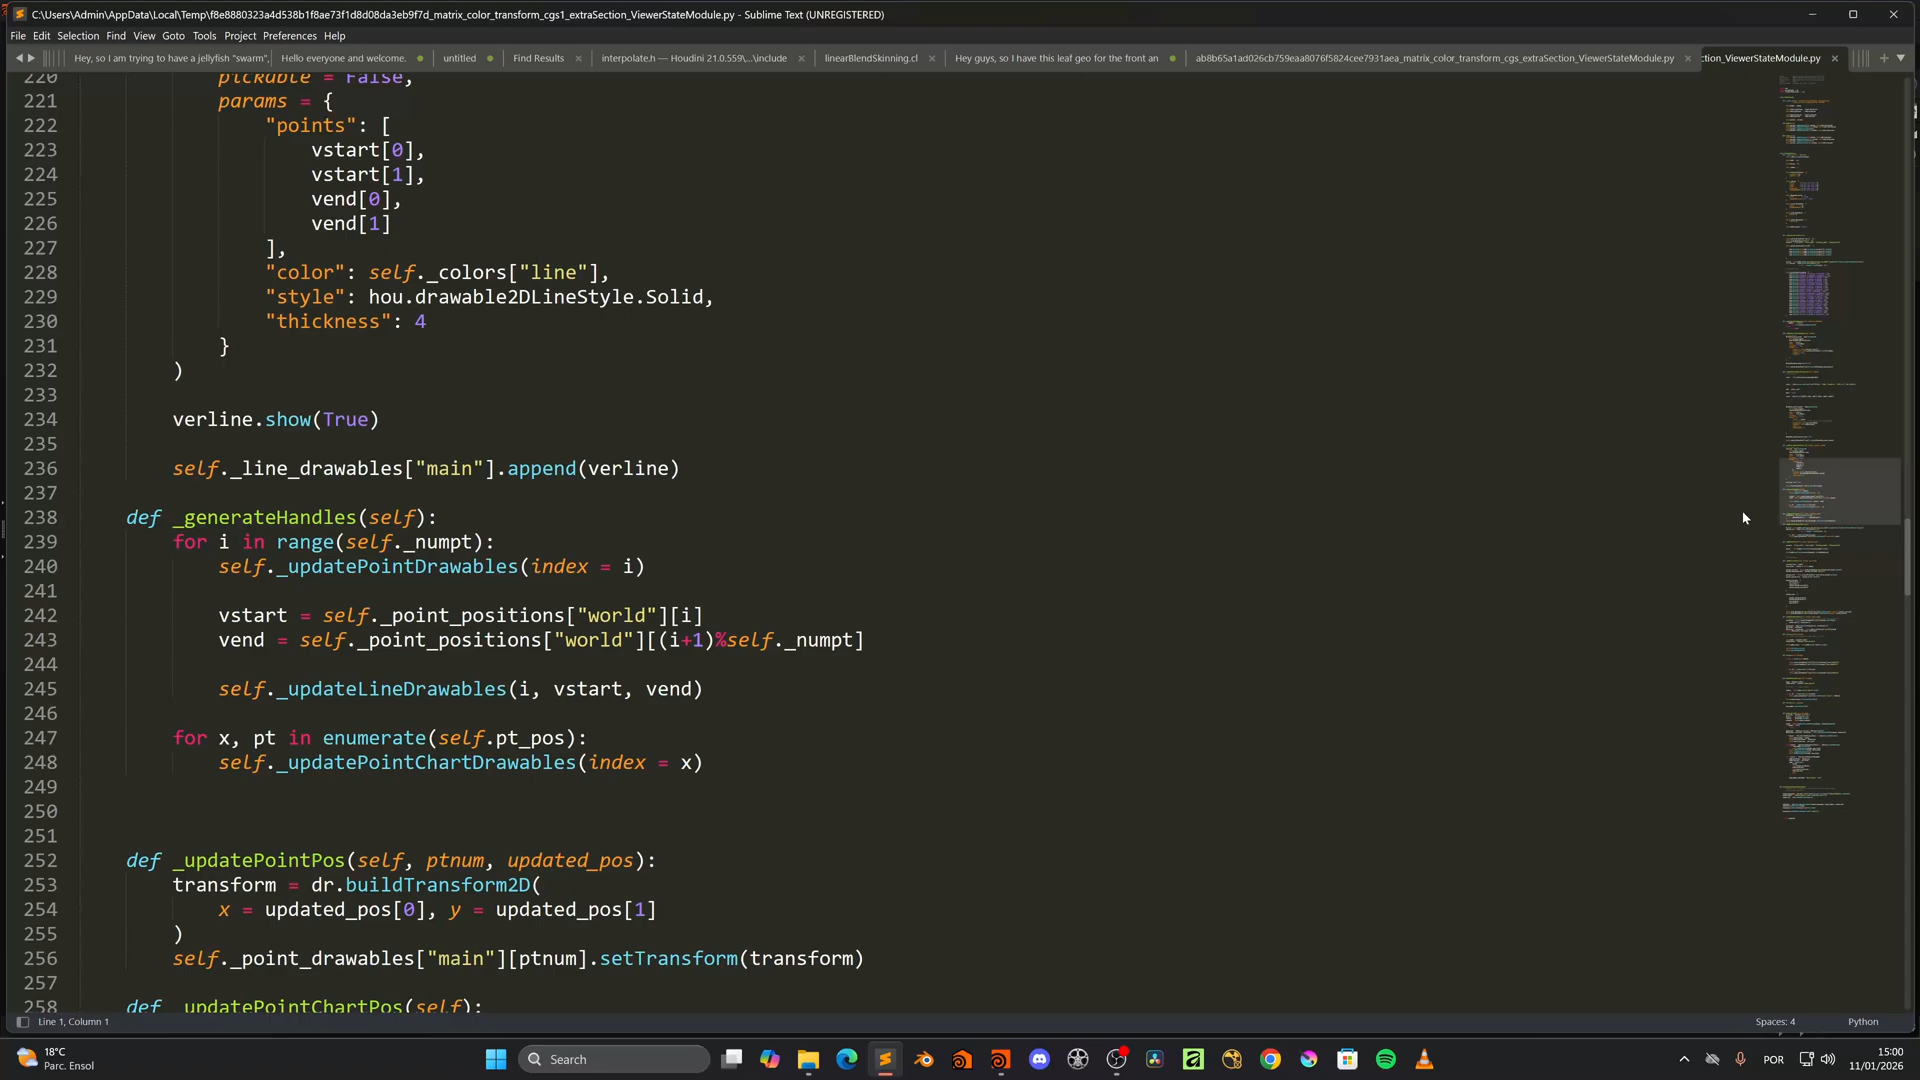 C:\Users\Admin\AppData\Local\Temp\f8e8880323a4d538b1f8ae73f1d8d08da3eb9f7d_matrix_color_transform_cgs1_extraSection_ViewerStateModule.py - Sublime Text (UNREGISTERED)
File Edit Selection Find View Goto Tools Project Preferences Help
Hey, so I am trying to have a jellyfish "swarm", Hello everyone and welcome. untitled Find Results interpolate.h — Houdini 21.0.559\...\include linearBlendSkinning.cl Hey guys, so I have this leaf geo for the front an ab8b65a1ad026cb759eaa8076f5824cee7931aea_matrix_color_transform_cgs_extraSection_ViewerStateModule.py ction_ViewerStateModule.py
220 pickable = False,
221 params = {
222 "points": [
223 vstart[0],
224 vstart[1],
225 vend[0],
226 vend[1]
227 ],
228 "color": self._colors["line"],
229 "style": hou.drawable2DLineStyle.Solid,
230 "thickness": 4
231 }
232 )
233
234 verline.show(True)
235
236 self._line_drawables["main"].append(verline)
237
238 def _generateHandles(self):
239 for i in range(self._numpt):
240 self._updatePointDrawables(index = i)
241
242 vstart = self._point_positions["world"][i]
243 vend = self._point_positions["world"][(i+1)%self._numpt]
244
245 self._updateLineDrawables(i, vstart, vend)
246
247 for x, pt in enumerate(self.pt_pos):
248 self._updatePointChartDrawables(index = x)
249
250
251
252 def _updatePointPos(self, ptnum, updated_pos):
253 transform = dr.buildTransform2D(
254 x = updated_pos[0], y = updated_pos[1]
255 )
256 self._point_drawables["main"][ptnum].setTransform(transform)
257
258 def _updatePointChartPos(self):
Line 1, Column 1 Spaces: 4 Python
18°C
Parc. Ensol
Search
POR
15:00
11/01/2026